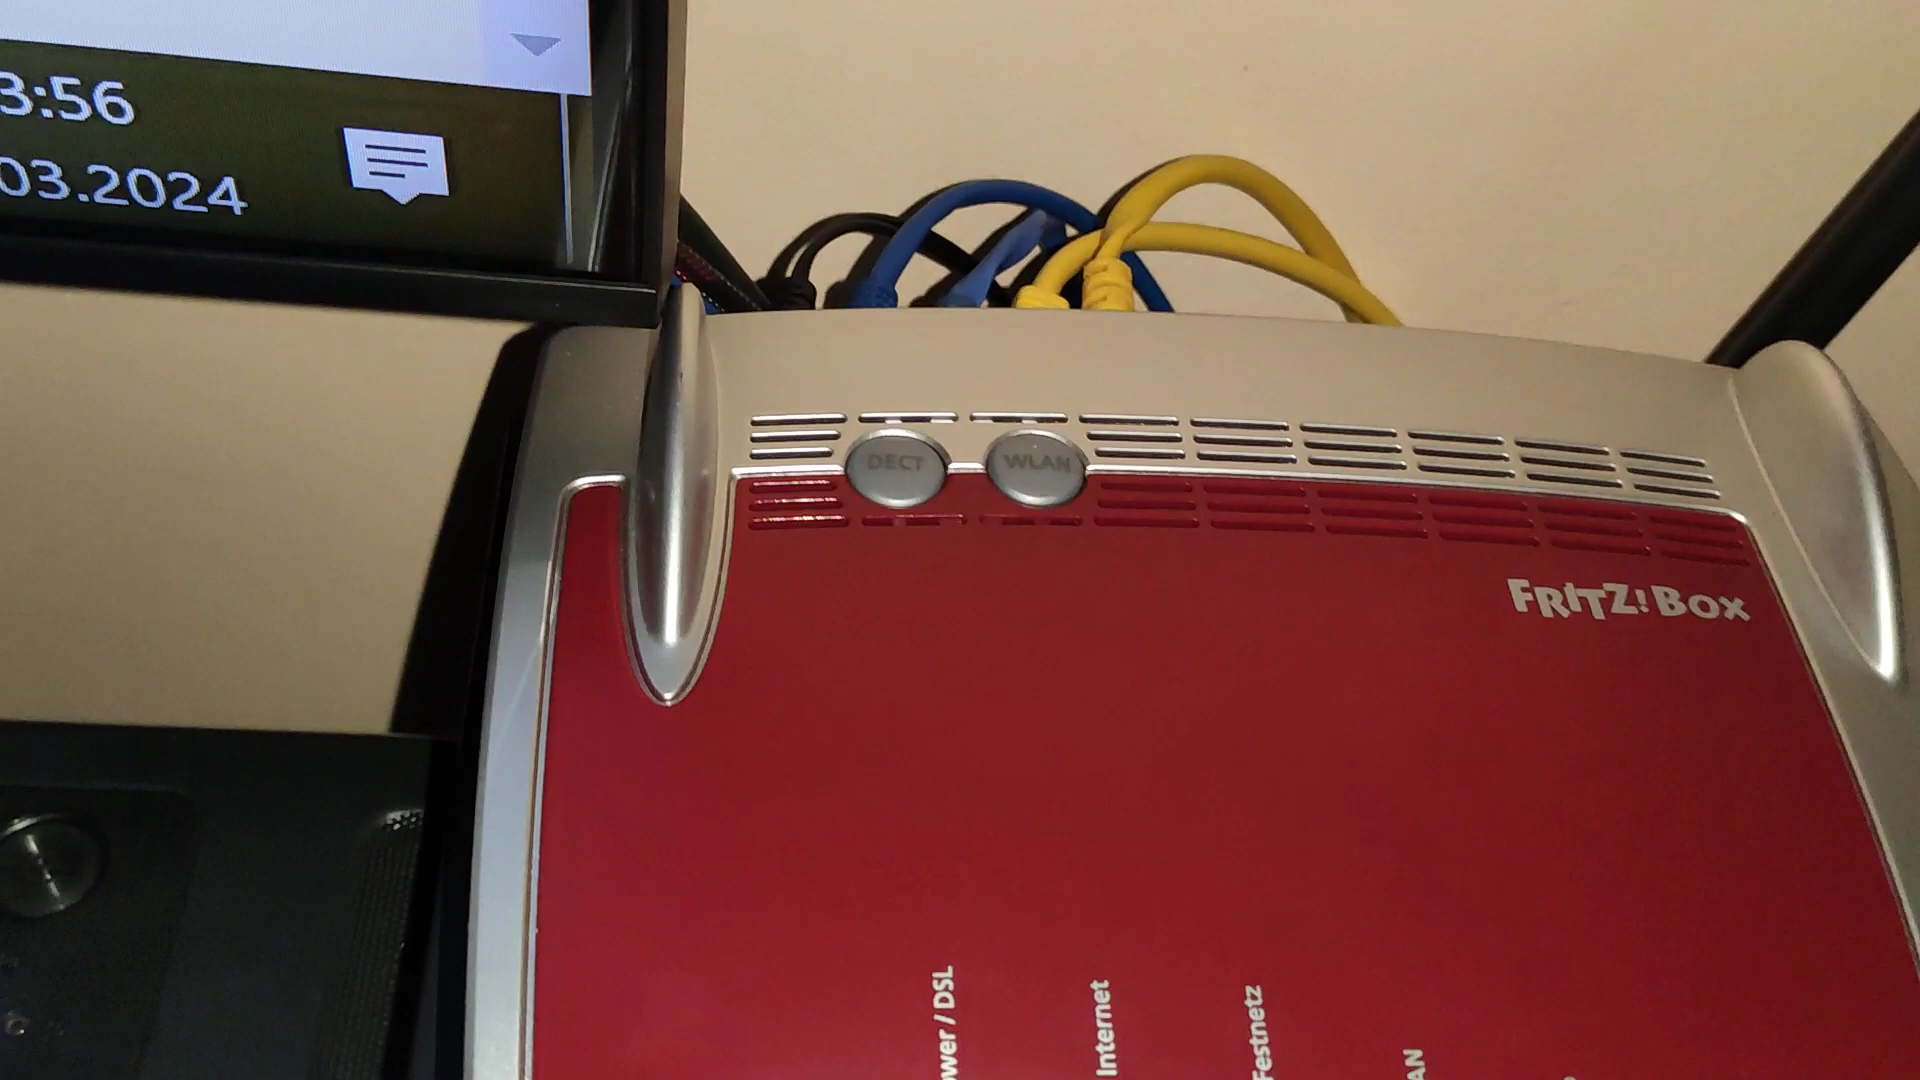 3:56
03.2024
DECT
WLAN
FRITZ!Box
ower / DSL
Internet
Festnetz
AN